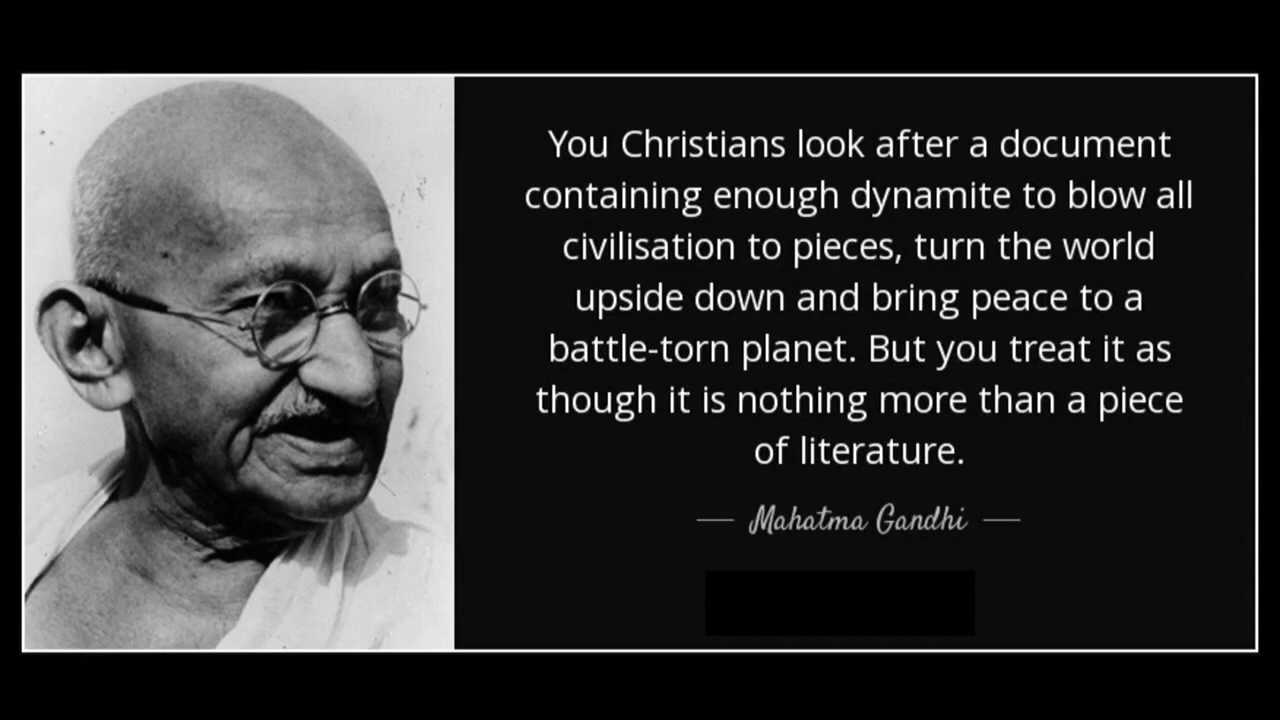 You Christians look after a document
containing enough dynamite to blow all
civilisation to pieces, turn the world
upside down and bring peace to a
battle-torn planet. But you treat it as
though it is nothing more than a piece
of literature.
Mahatma Gandhi